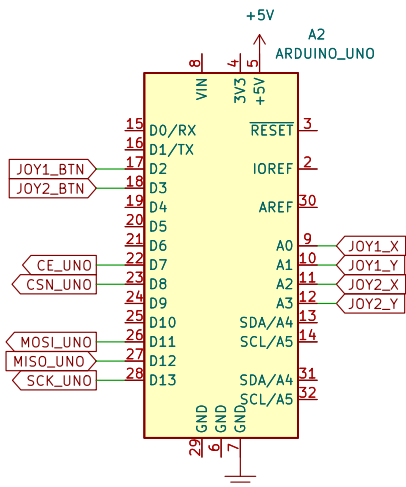 +5V
A2
ARDUINO_UNO
8 4 5
VIN 3V3 +5V
15 D0/RX RESET 3
16 D1/TX
JOY1_BTN 17 D2 IOREF 2
JOY2_BTN 18 D3
19 D4 AREF 30
20 D5
21 D6 A0 9 JOY1_X
CE_UNO 22 D7 A1 10 JOY1_Y
CSN_UNO 23 D8 A2 11 JOY2_X
24 D9 A3 12 JOY2_Y
25 D10 SDA/A4 13
MOSI_UNO 26 D11 SCL/A5 14
MISO_UNO 27 D12
SCK_UNO 28 D13 SDA/A4 31
SCL/A5 32
GND GND GND
29 6 7